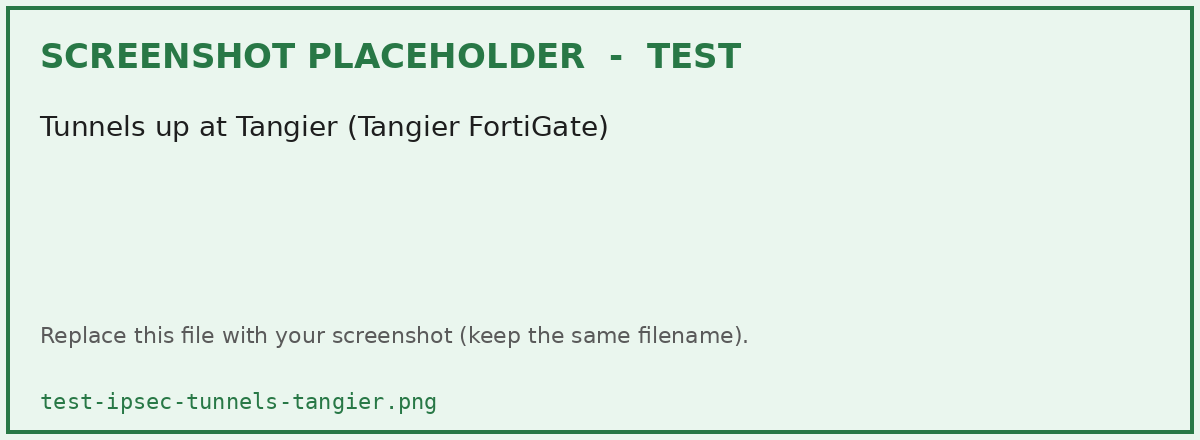 SCREENSHOT PLACEHOLDER - TEST
Tunnels up at Tangier (Tangier FortiGate)
Replace this file with your screenshot (keep the same filename).
test-ipsec-tunnels-tangier.png